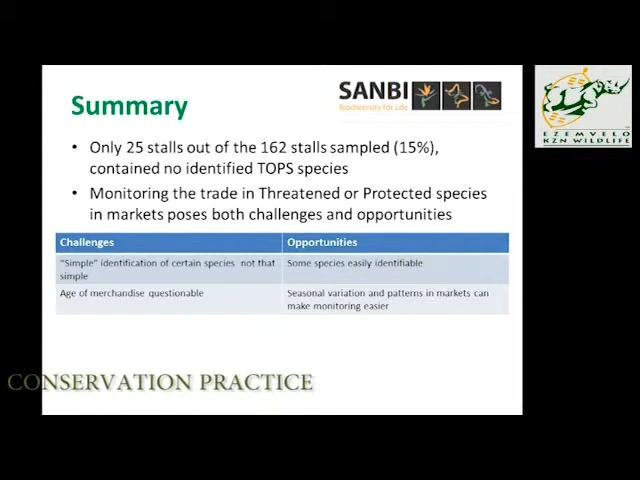 SANBI
Biodiversity for Life
EZEMVELO
KZN WILDLIFE
Summary
• Only 25 stalls out of the 162 stalls sampled (15%),
contained no identified TOPS species
• Monitoring the trade in Threatened or Protected species
in markets poses both challenges and opportunities
Challenges
Opportunities
"Simple" identification of certain species not that
simple
Some species easily identifiable
Age of merchandise questionable
Seasonal variation and patterns in markets can
make monitoring easier
CONSERVATION PRACTICE